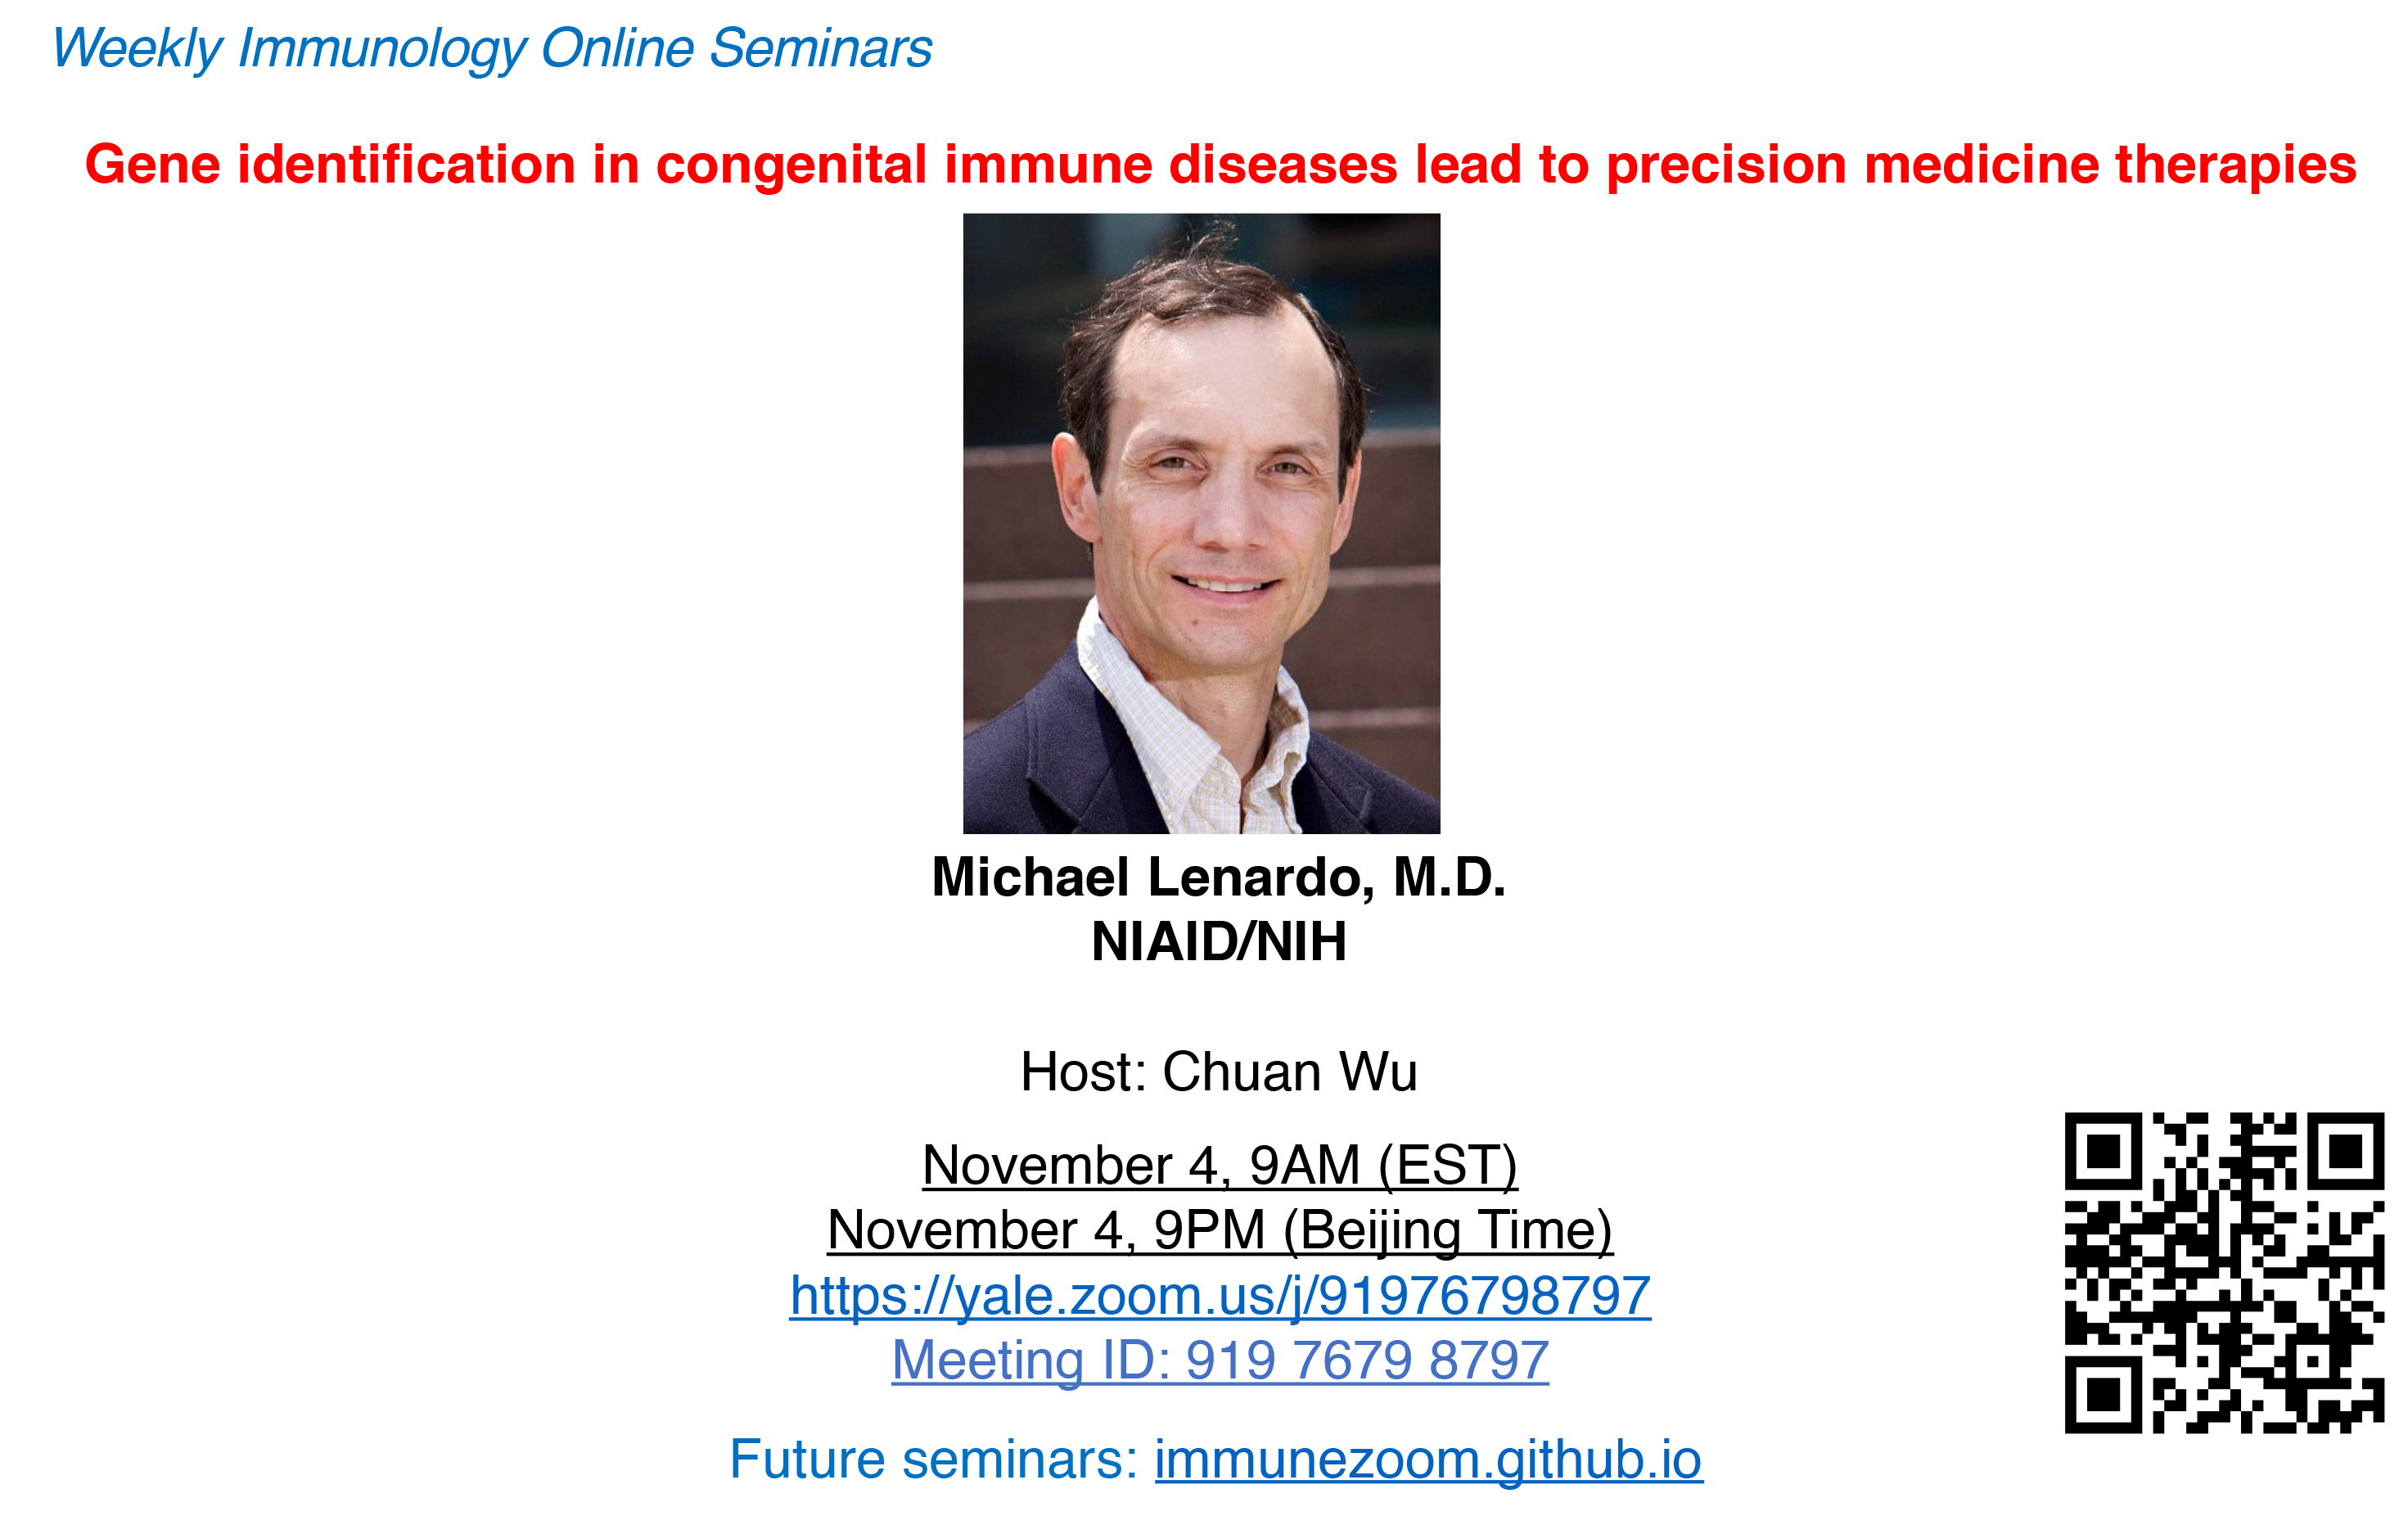 Weekly Immunology Online Seminars
Gene identification in congenital immune diseases lead to precision medicine therapies
Michael Lenardo, M.D.
NIAID/NIH
Host: Chuan Wu
November 4, 9AM (EST)
November 4, 9PM (Beijing Time)
https://yale.zoom.us/j/91976798797
Meeting ID: 919 7679 8797
Future seminars: immunezoom.github.io